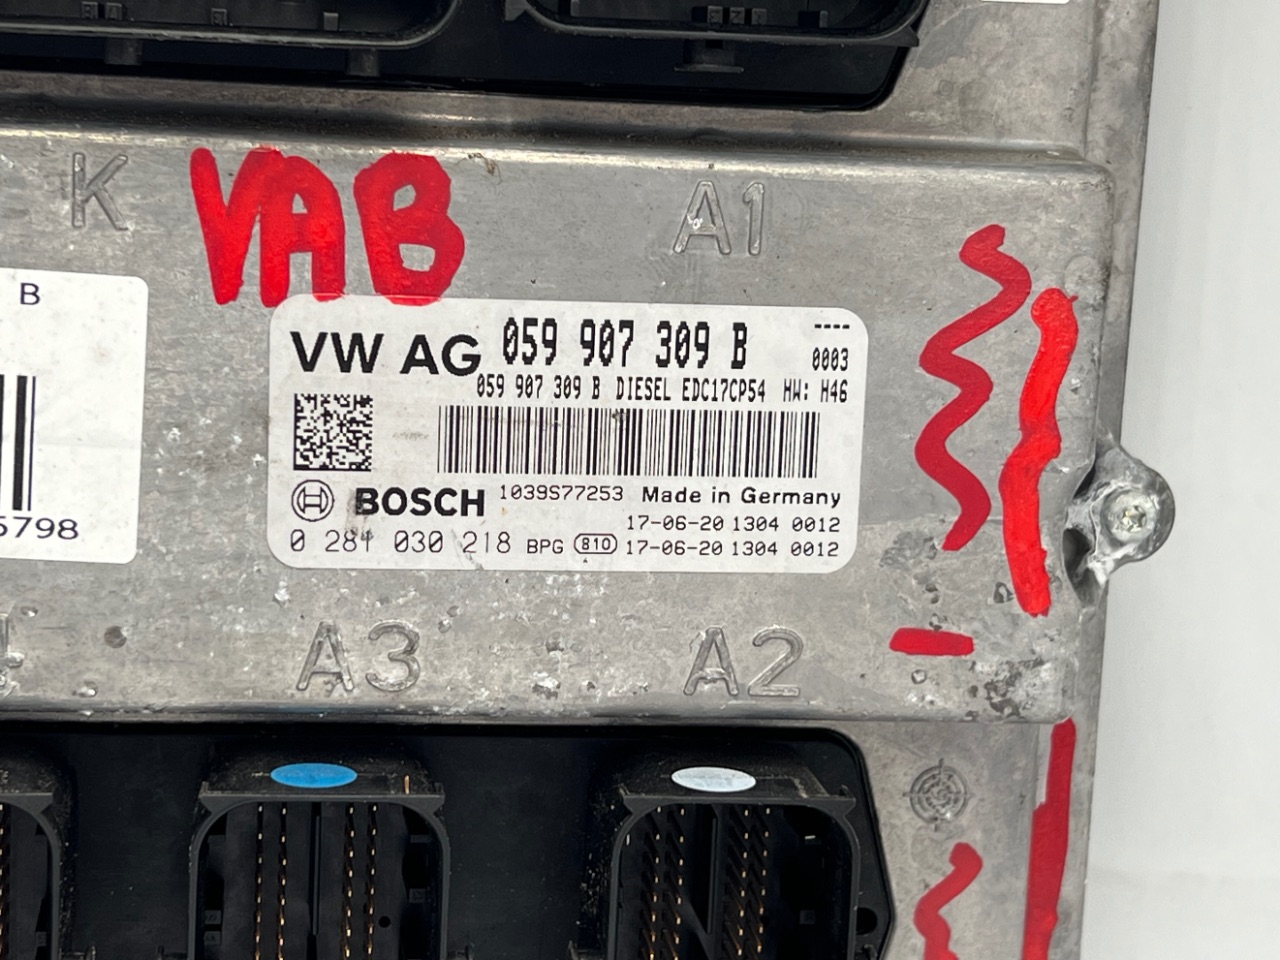 K
VAB
A1
B
VW AG 059 907 309 B
----
0003
059 907 309 B DIESEL EDC17CP54 HW: H46
BOSCH 1039S77253 Made in Germany
17-06-20 1304 0012
0 281 030 218 BPG 810 17-06-20 1304 0012
5798
4
A3
A2